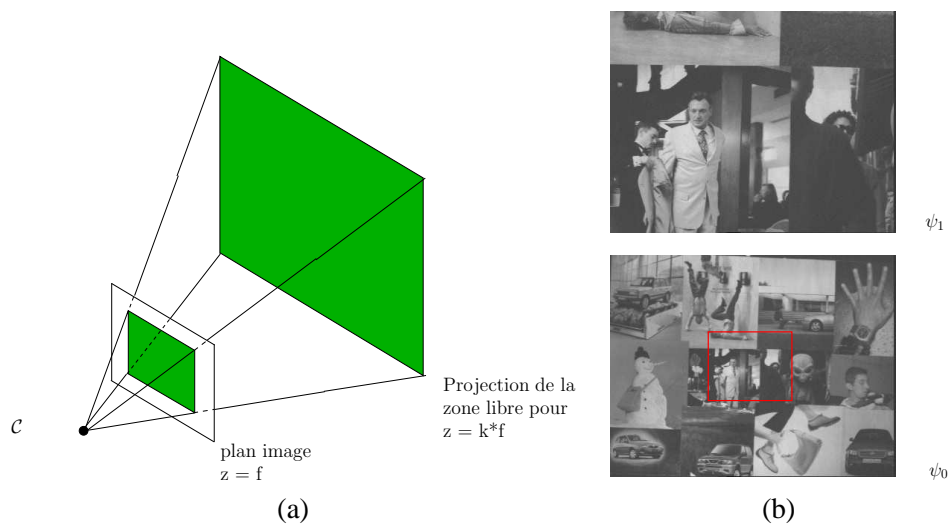 C
plan image
z = f
Projection de la
zone libre pour
z = k*f
(a)
ψ₁
ψ₀
(b)